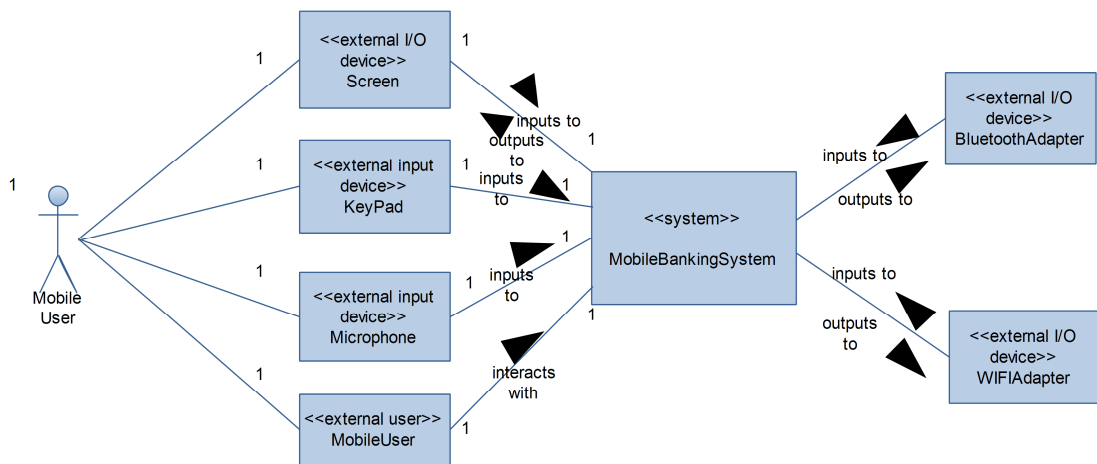 <<external I/O
device>>
Screen
1
1
1
inputs to
outputs
to
1
<<external input
device>>
KeyPad
1
1
inputs
to
1
1
Mobile
User
<<external input
device>>
Microphone
1
1
inputs
to
1
<<external user>>
MobileUser
1
1
interacts
with
1
<<system>>
MobileBankingSystem
<<external I/O
device>>
BluetoothAdapter
inputs to
outputs to
inputs to
outputs
to
<<external I/O
device>>
WIFIAdapter